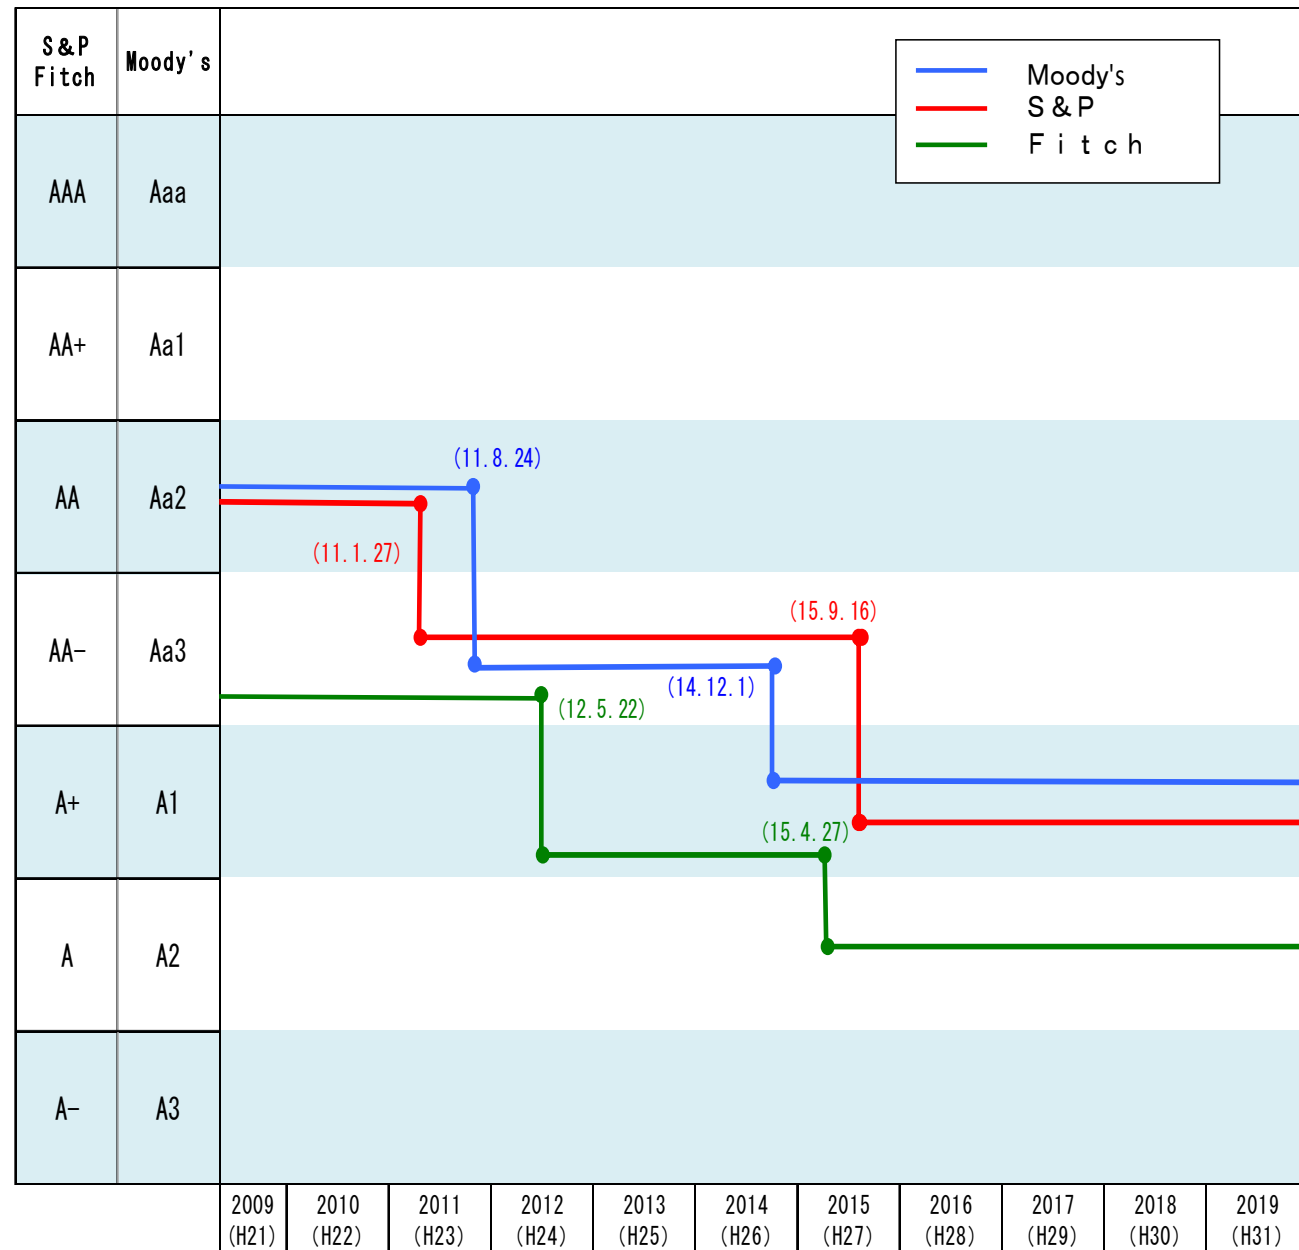 S&P
Fitch
Moody's
Moody's
S&P
Fitch
AAA
Aaa
AA+
Aa1
AA
Aa2
(11.8.24)
(11.1.27)
AA-
Aa3
(15.9.16)
(14.12.1)
(12.5.22)
A+
A1
(15.4.27)
A
A2
A-
A3
2009 2010 2011 2012 2013 2014 2015 2016 2017 2018 2019
(H21) (H22) (H23) (H24) (H25) (H26) (H27) (H28) (H29) (H30) (H31)